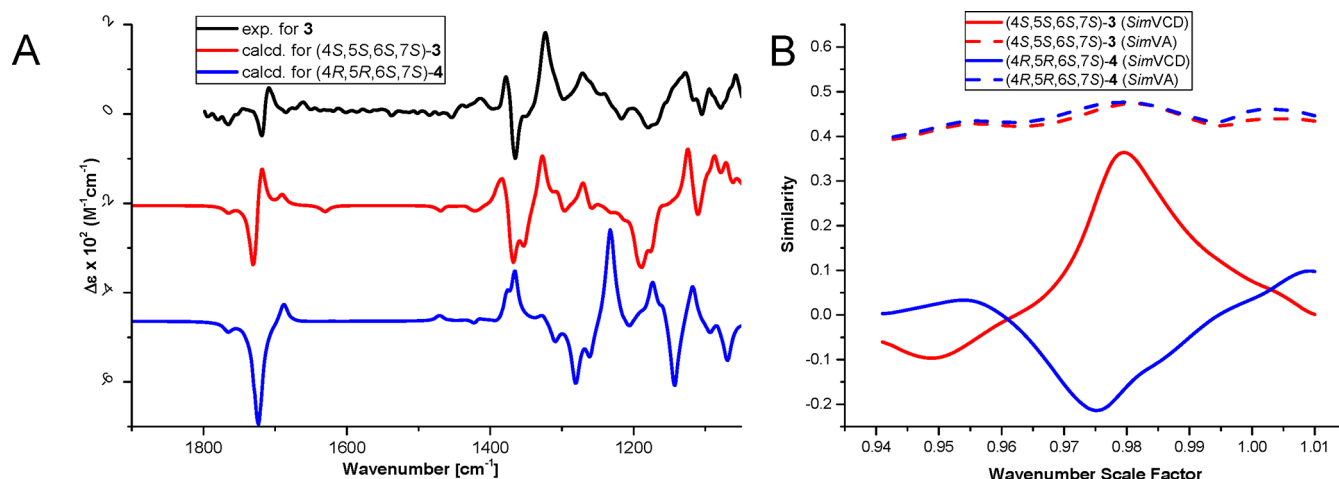 A
exp. for 3
calcd. for (4S,5S,6S,7S)-3
calcd. for (4R,5R,6S,7S)-4
Δε x 10² (M⁻¹cm⁻¹)
2
0
-2
-4
-6
1800
1600
1400
1200
Wavenumber [cm⁻¹]
B
(4S,5S,6S,7S)-3 (SimVCD)
(4S,5S,6S,7S)-3 (SimVA)
(4R,5R,6S,7S)-4 (SimVCD)
(4R,5R,6S,7S)-4 (SimVA)
Similarity
0.6
0.5
0.4
0.3
0.2
0.1
0.0
-0.1
-0.2
0.94
0.95
0.96
0.97
0.98
0.99
1.00
1.01
Wavenumber Scale Factor